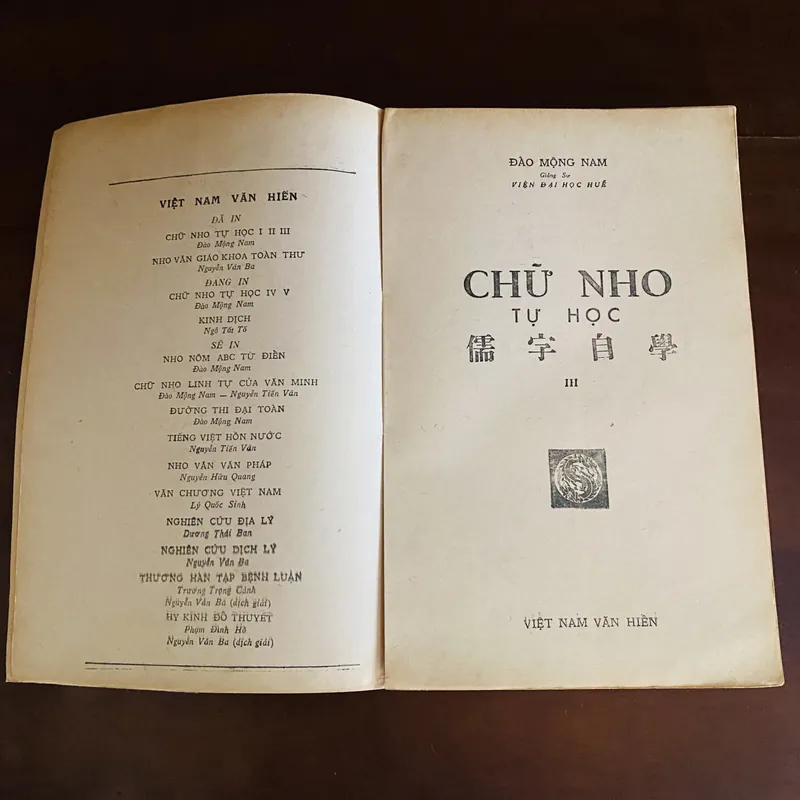 VIỆT NAM VĂN HIẾN
ĐÃ IN
CHỮ NHO TỰ HỌC I II III
Đào Mộng Nam
NHO VĂN GIÁO KHOA TOÀN THƯ
Nguyễn Văn Ba
ĐANG IN
CHỮ NHO TỰ HỌC IV V
Đào Mộng Nam
KINH DỊCH
Ngô Tất Tố
SẼ IN
NHO NÔM ABC TỪ ĐIỂN
Đào Mộng Nam
CHỮ NHO LINH TỰ CỦA VĂN MINH
Đào Mộng Nam — Nguyễn Tiến Văn
ĐƯỜNG THI ĐẠI TOÀN
Đào Mộng Nam
TIẾNG VIỆT HỒN NƯỚC
Nguyễn Tiến Văn
NHO VĂN VĂN PHÁP
Nguyễn Hữu Quang
VĂN CHƯƠNG VIỆT NAM
Lý Quốc Sinh
NGHIÊN CỨU ĐỊA LÝ
Dương Thái Ban
NGHIÊN CỨU DỊCH LÝ
Nguyễn Văn Ba
THƯƠNG HÀN TẠP BỆNH LUẬN
Trương Trọng Cảnh
Nguyễn Văn Ba (dịch giải)
HY KINH ĐỒ THUYẾT
Phạm Đình Hổ
Nguyễn Văn Ba (dịch giải)
ĐÀO MỘNG NAM
Giảng Sư
VIỆN ĐẠI HỌC HUẾ
CHỮ NHO
TỰ HỌC
儒字自學
III
VIỆT NAM VĂN HIẾN